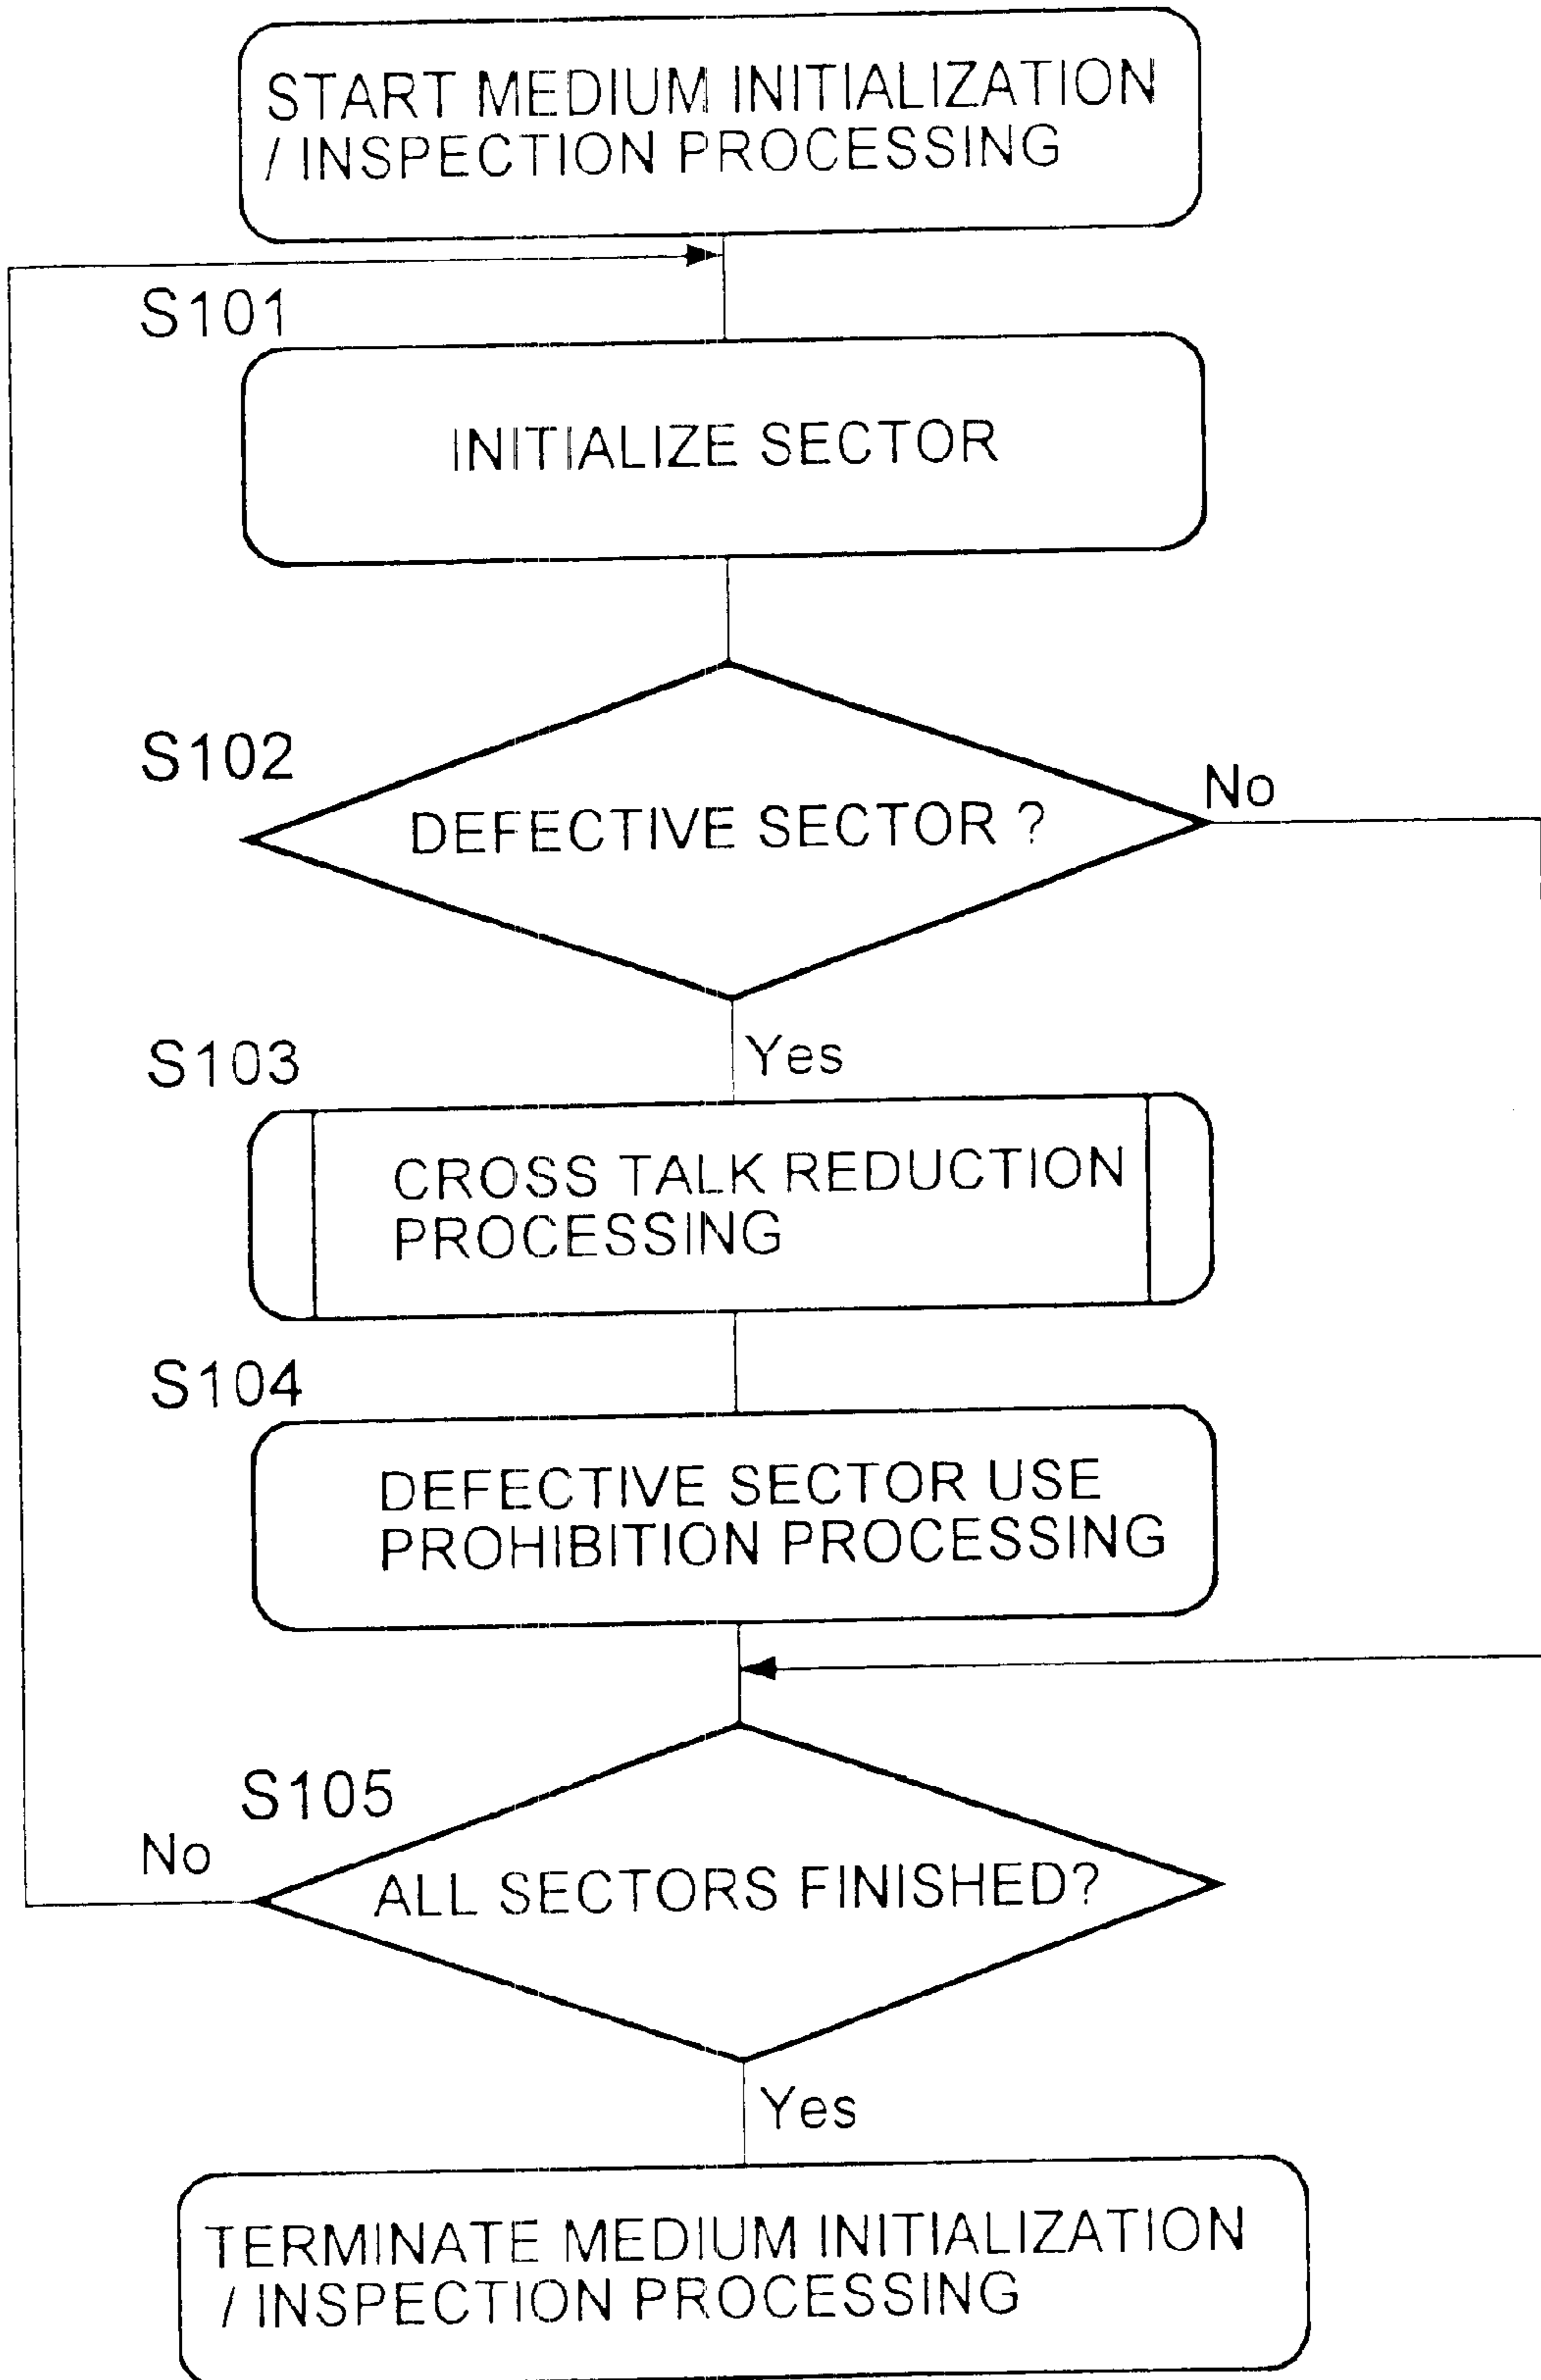 START MEDIUM INITIALIZATION
/ INSPECTION PROCESSING
S101
INITIALIZE SECTOR
S102
DEFECTIVE SECTOR ?
No
Yes
S103
CROSS TALK REDUCTION
PROCESSING
S104
DEFECTIVE SECTOR USE
PROHIBITION PROCESSING
S105
No
ALL SECTORS FINISHED?
Yes
TERMINATE MEDIUM INITIALIZATION
/ INSPECTION PROCESSING